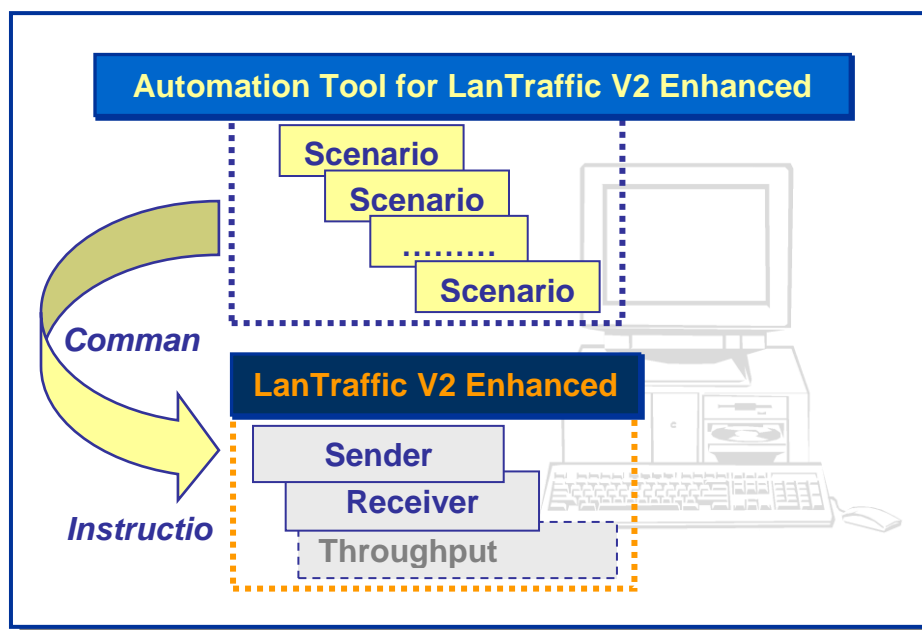 Automation Tool for LanTraffic V2 Enhanced
Scenario
Scenario
.........
Scenario
Comman
LanTraffic V2 Enhanced
Sender
Receiver
Instructio
Throughput